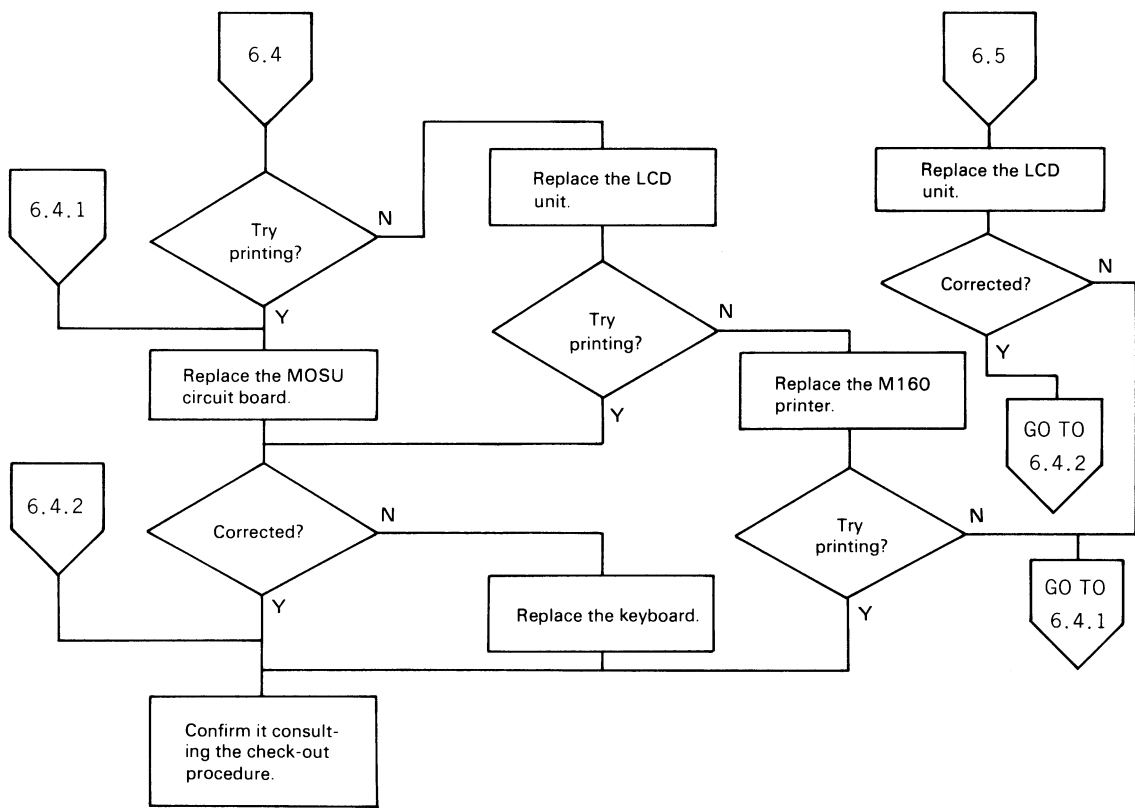 6.4
6.5
6.4.1
Try
printing?
N
Y
Replace the LCD
unit.
Replace the LCD
unit.
Corrected?
N
Y
Try
printing?
N
Y
Replace the MOSU
circuit board.
Replace the M160
printer.
GO TO
6.4.2
6.4.2
Corrected?
N
Y
Try
printing?
N
Y
Replace the keyboard.
GO TO
6.4.1
Confirm it consult-
ing the check-out
procedure.